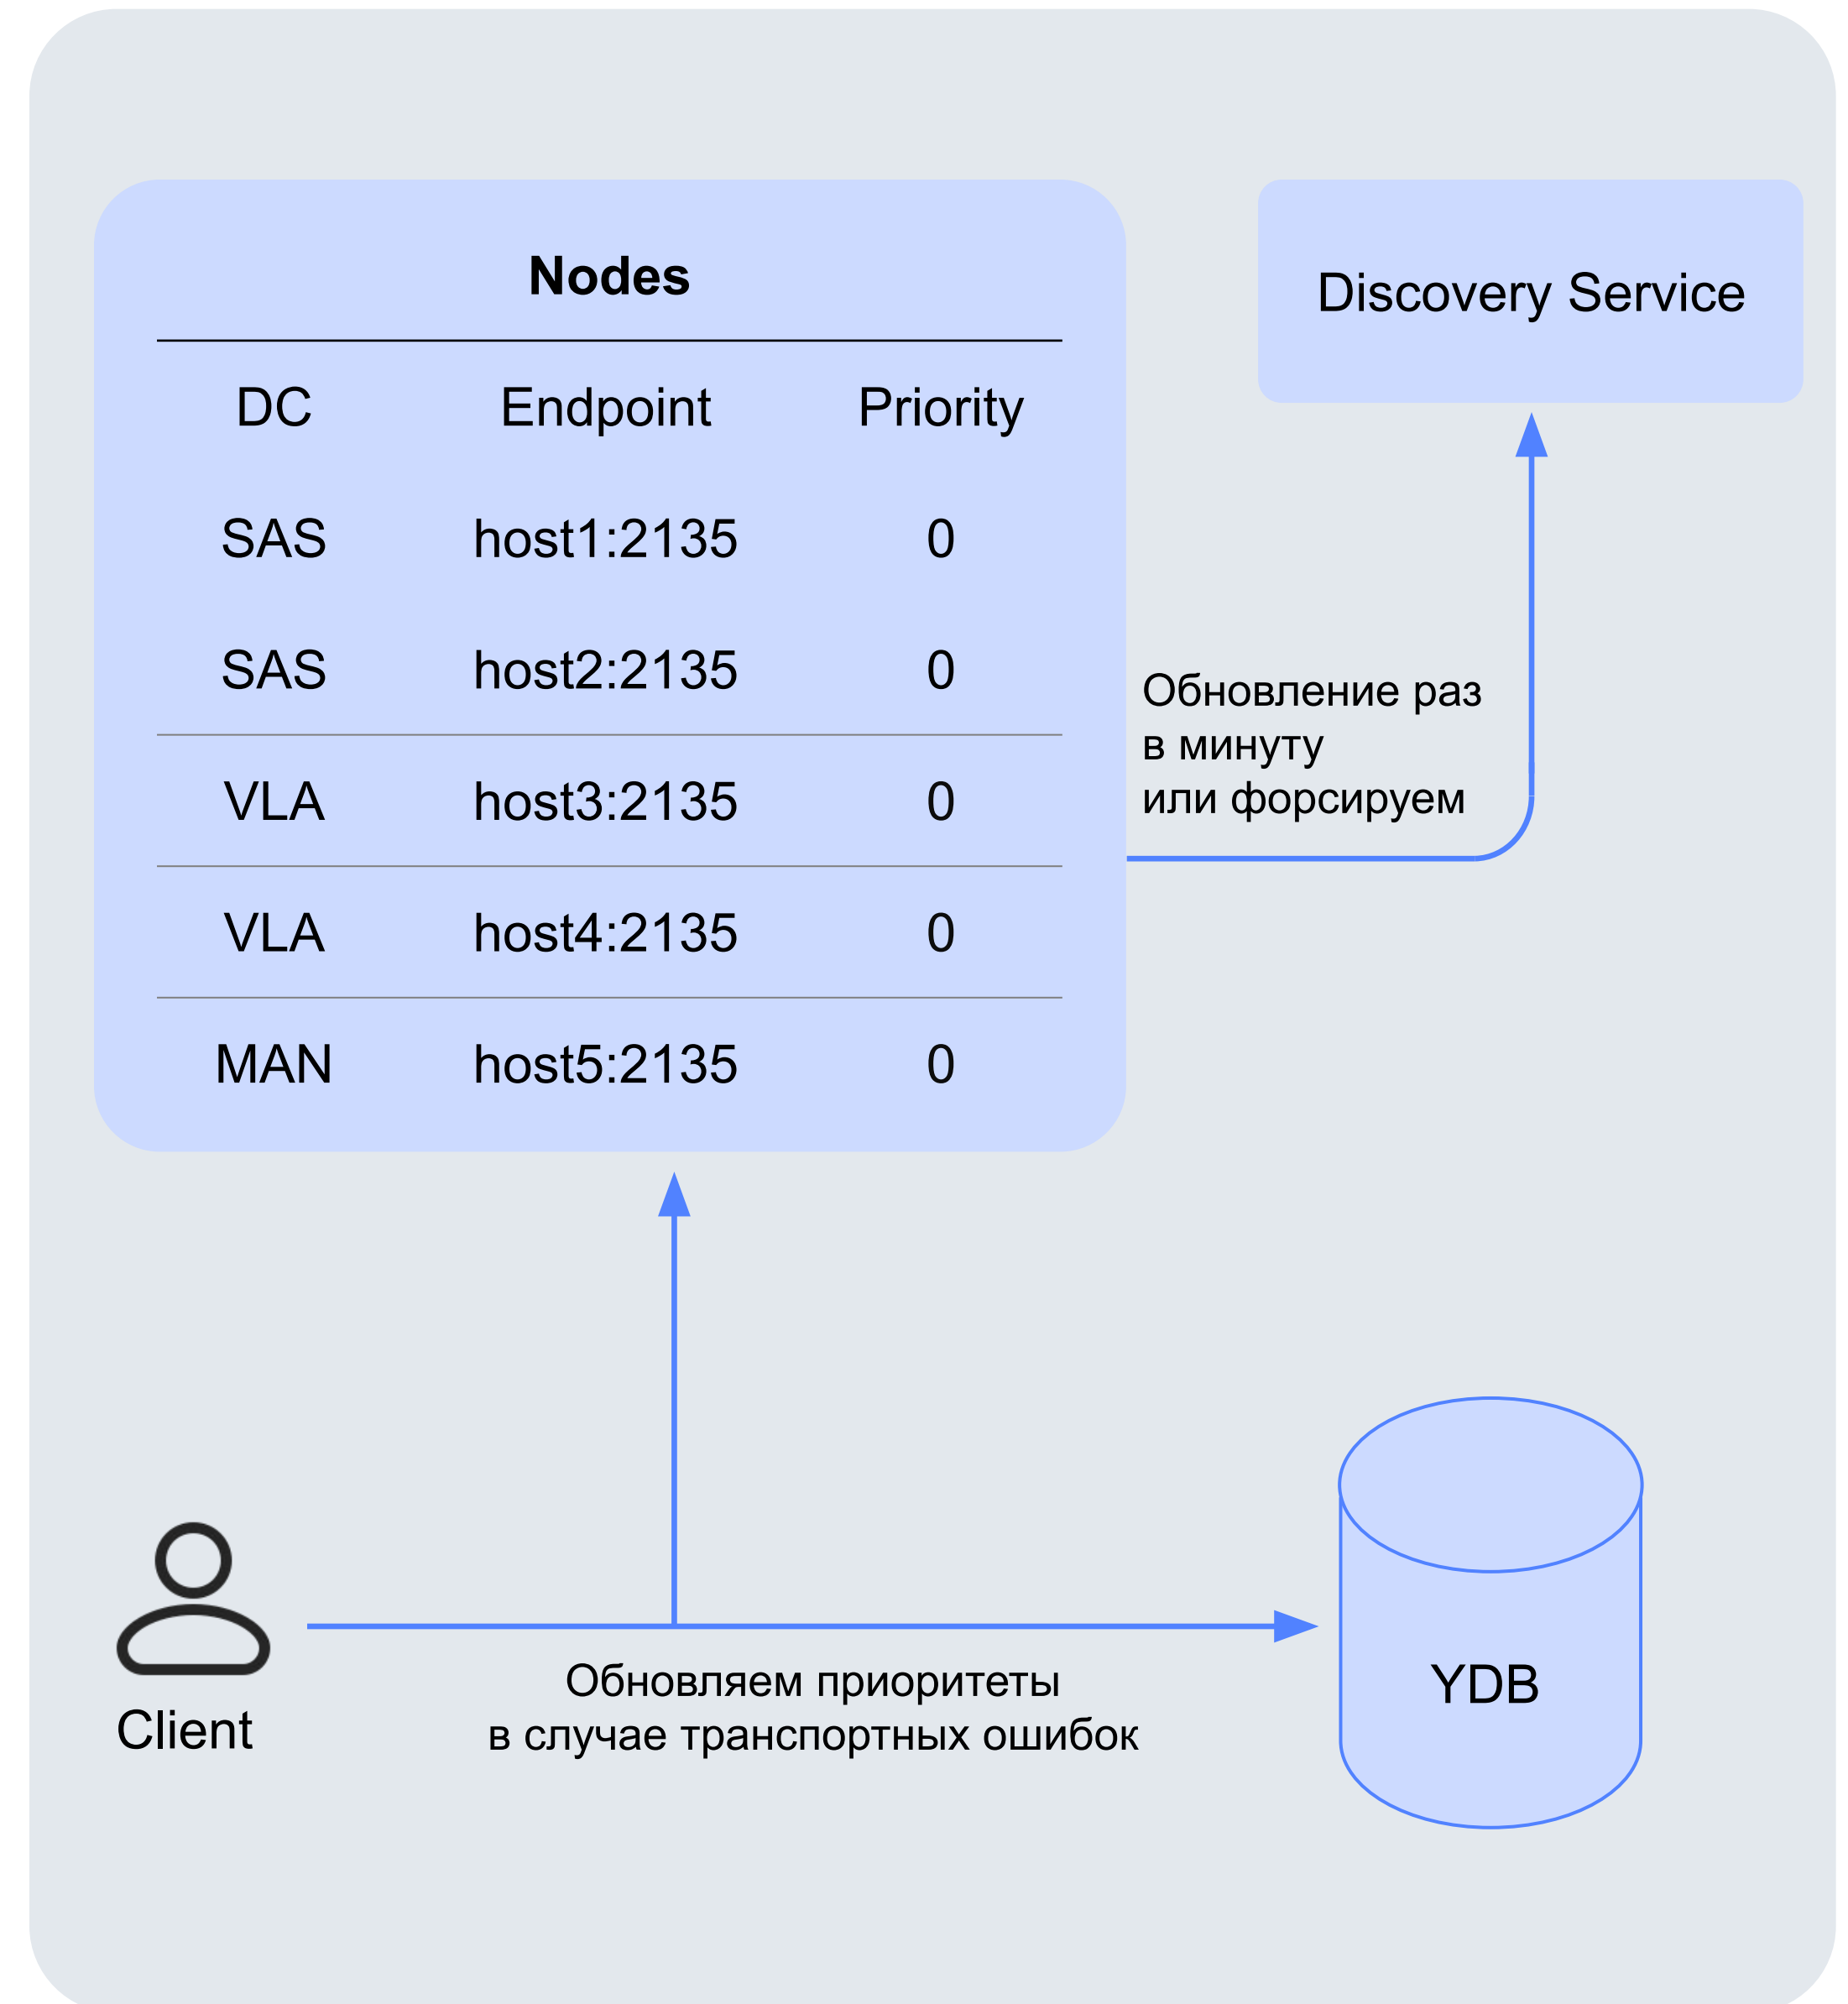 Nodes
DC Endpoint Priority
SAS host1:2135 0
SAS host2:2135 0
VLA host3:2135 0
VLA host4:2135 0
MAN host5:2135 0
Discovery Service
Обновление раз
в минуту
или форсируем
Client
Обновляем приоритеты
в случае транспортных ошибок
YDB